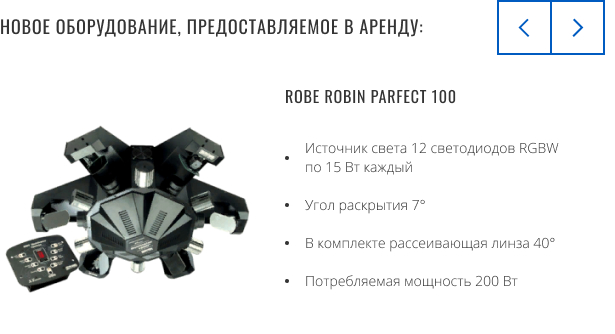 НОВОЕ ОБОРУДОВАНИЕ, ПРЕДОСТАВЛЯЕМОЕ В АРЕНДУ:
ROBE ROBIN PARFECT 100
Источник света 12 светодиодов RGBW
по 15 Вт каждый
Угол раскрытия 7°
В комплекте рассеивающая линза 40°
Потребляемая мощность 200 Вт